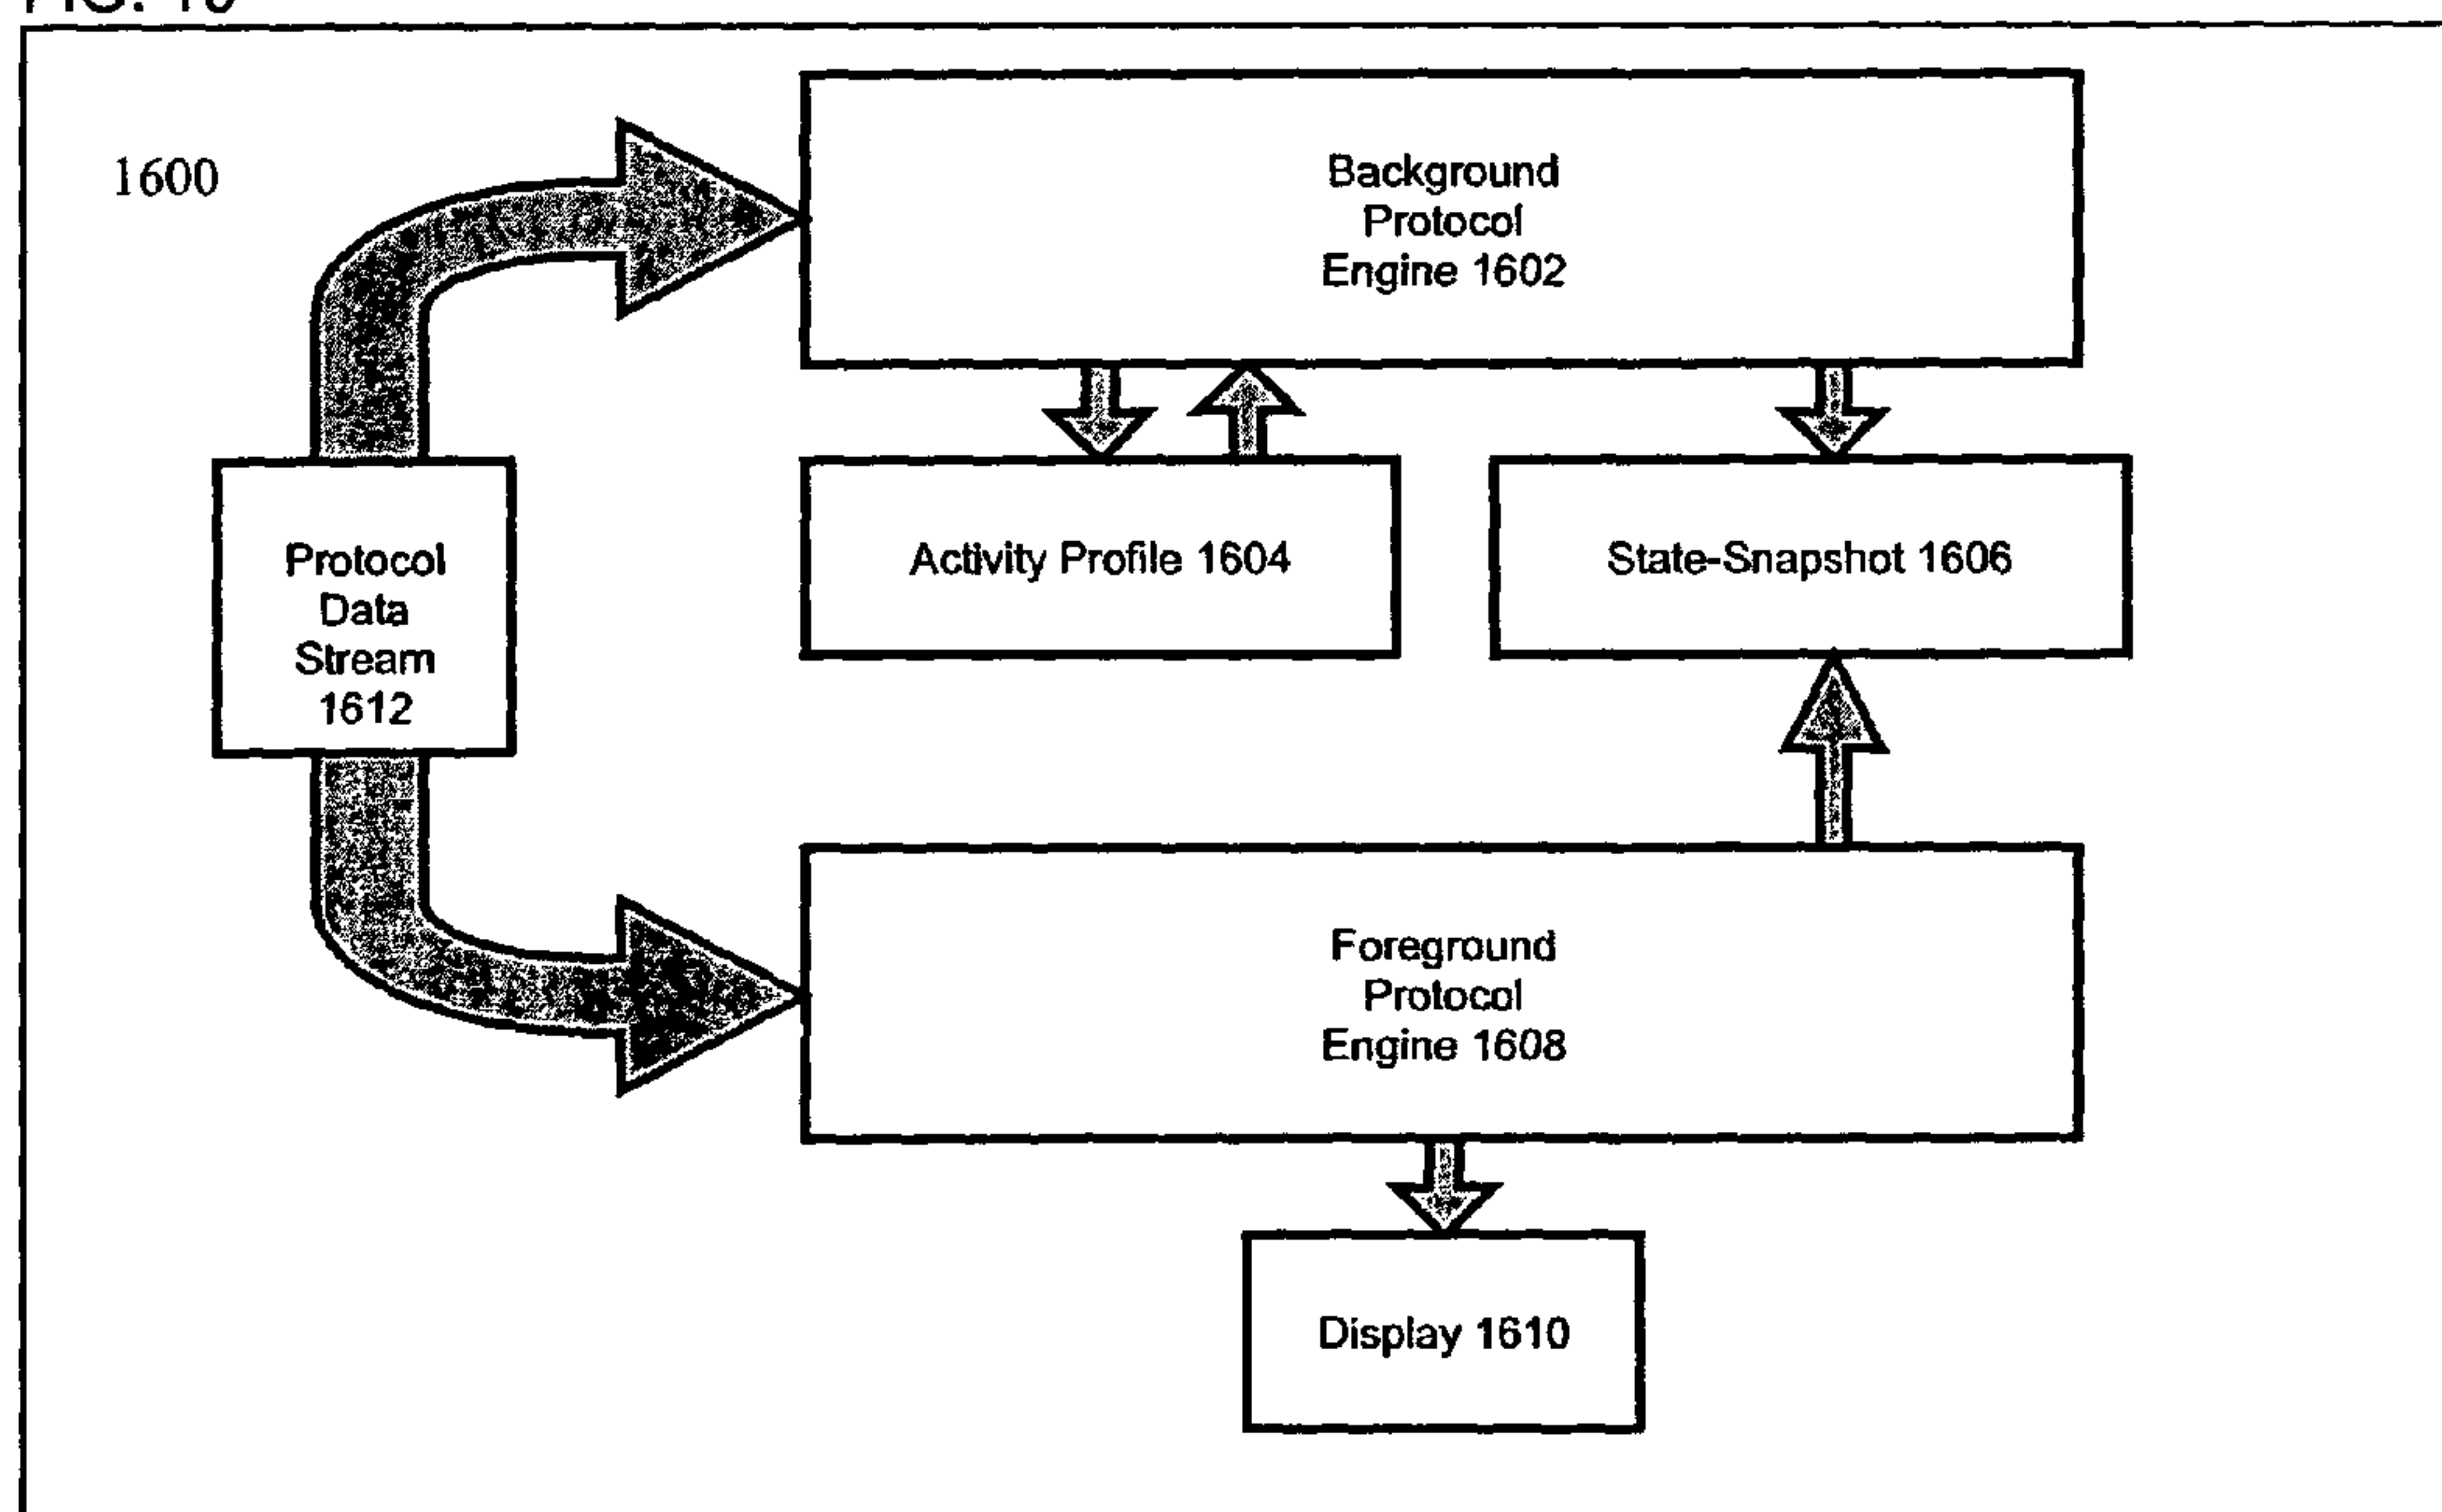 1600
Background
Protocol
Engine 1602
Activity Profile 1604
State-Snapshot 1606
Protocol
Data
Stream
1612
Foreground
Protocol
Engine 1608
Display 1610